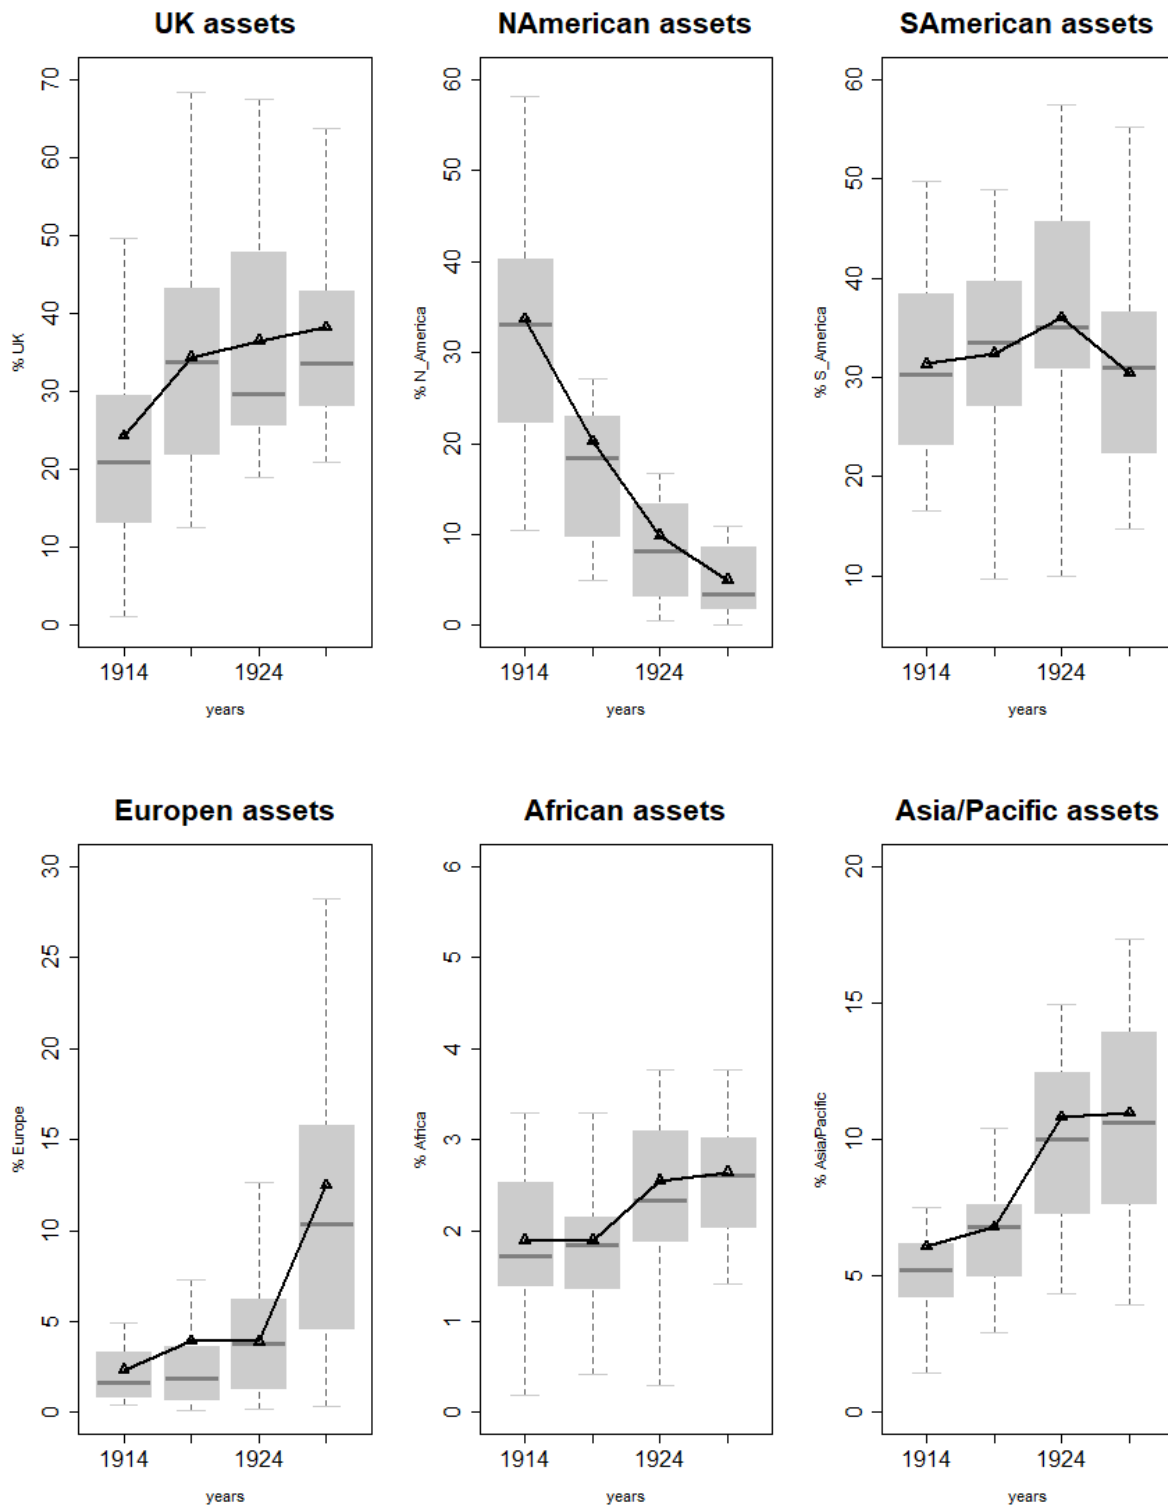 UK assets
70
60
50
40
30
20
10
0
% UK
1914
1924
years
NAmerican assets
60
50
40
30
20
10
0
% N_America
1914
1924
years
SAmerican assets
60
50
40
30
20
10
% S_America
1914
1924
years
Europen assets
30
25
20
15
10
5
0
% Europe
1914
1924
years
African assets
6
5
4
3
2
1
0
% Africa
1914
1924
years
Asia/Pacific assets
20
15
10
5
0
% Asia/Pacific
1914
1924
years